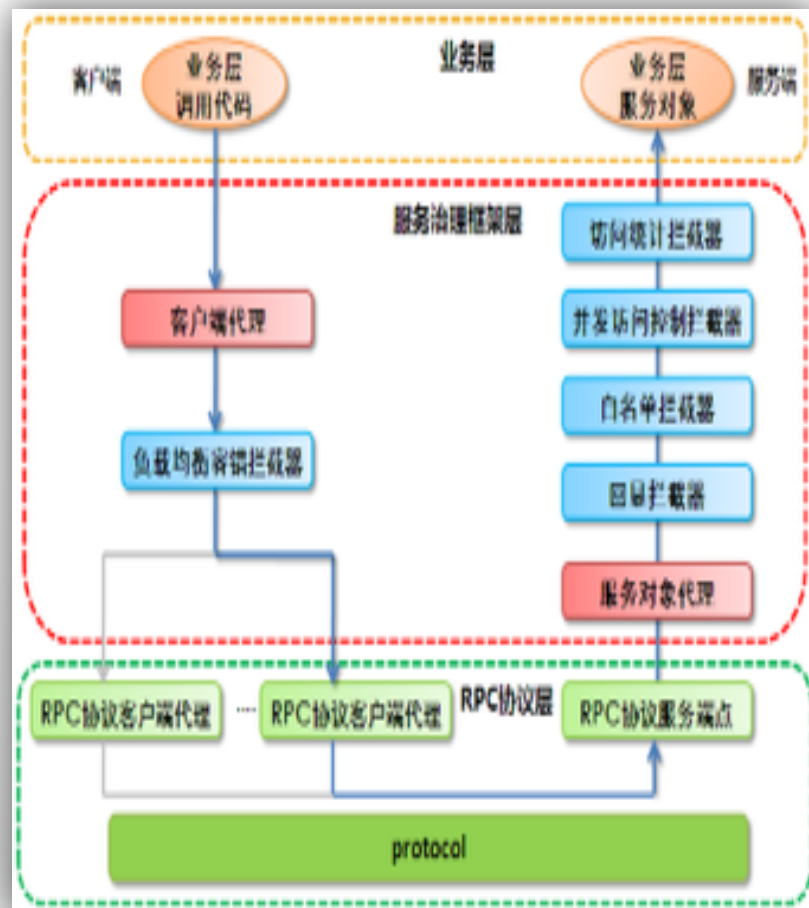 业务层
客户端
业务层
调用代码
业务层
服务对象
服务端
服务治理框架层
访问统计拦截器
客户端代理
并发访问控制拦截器
白名单拦截器
负载均衡容错拦截器
回显拦截器
服务对象代理
RPC协议客户端代理
....
RPC协议客户端代理
RPC协议层
RPC协议服务端点
protocol